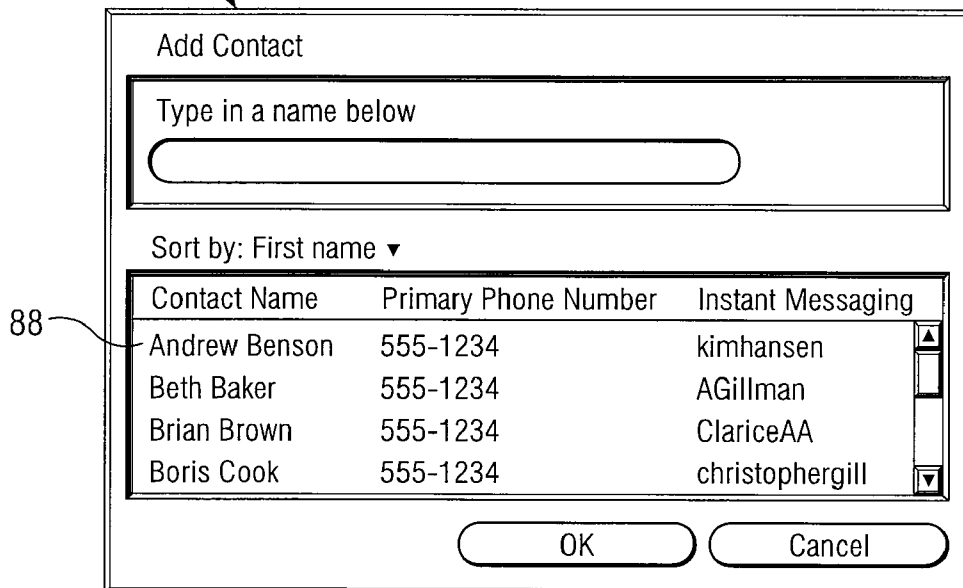 Add Contact
Type in a name below
Sort by: First name ▼
Contact Name Primary Phone Number Instant Messaging
88 Andrew Benson 555-1234 kimhansen
Beth Baker 555-1234 AGillman
Brian Brown 555-1234 ClariceAA
Boris Cook 555-1234 christophergill
OK Cancel